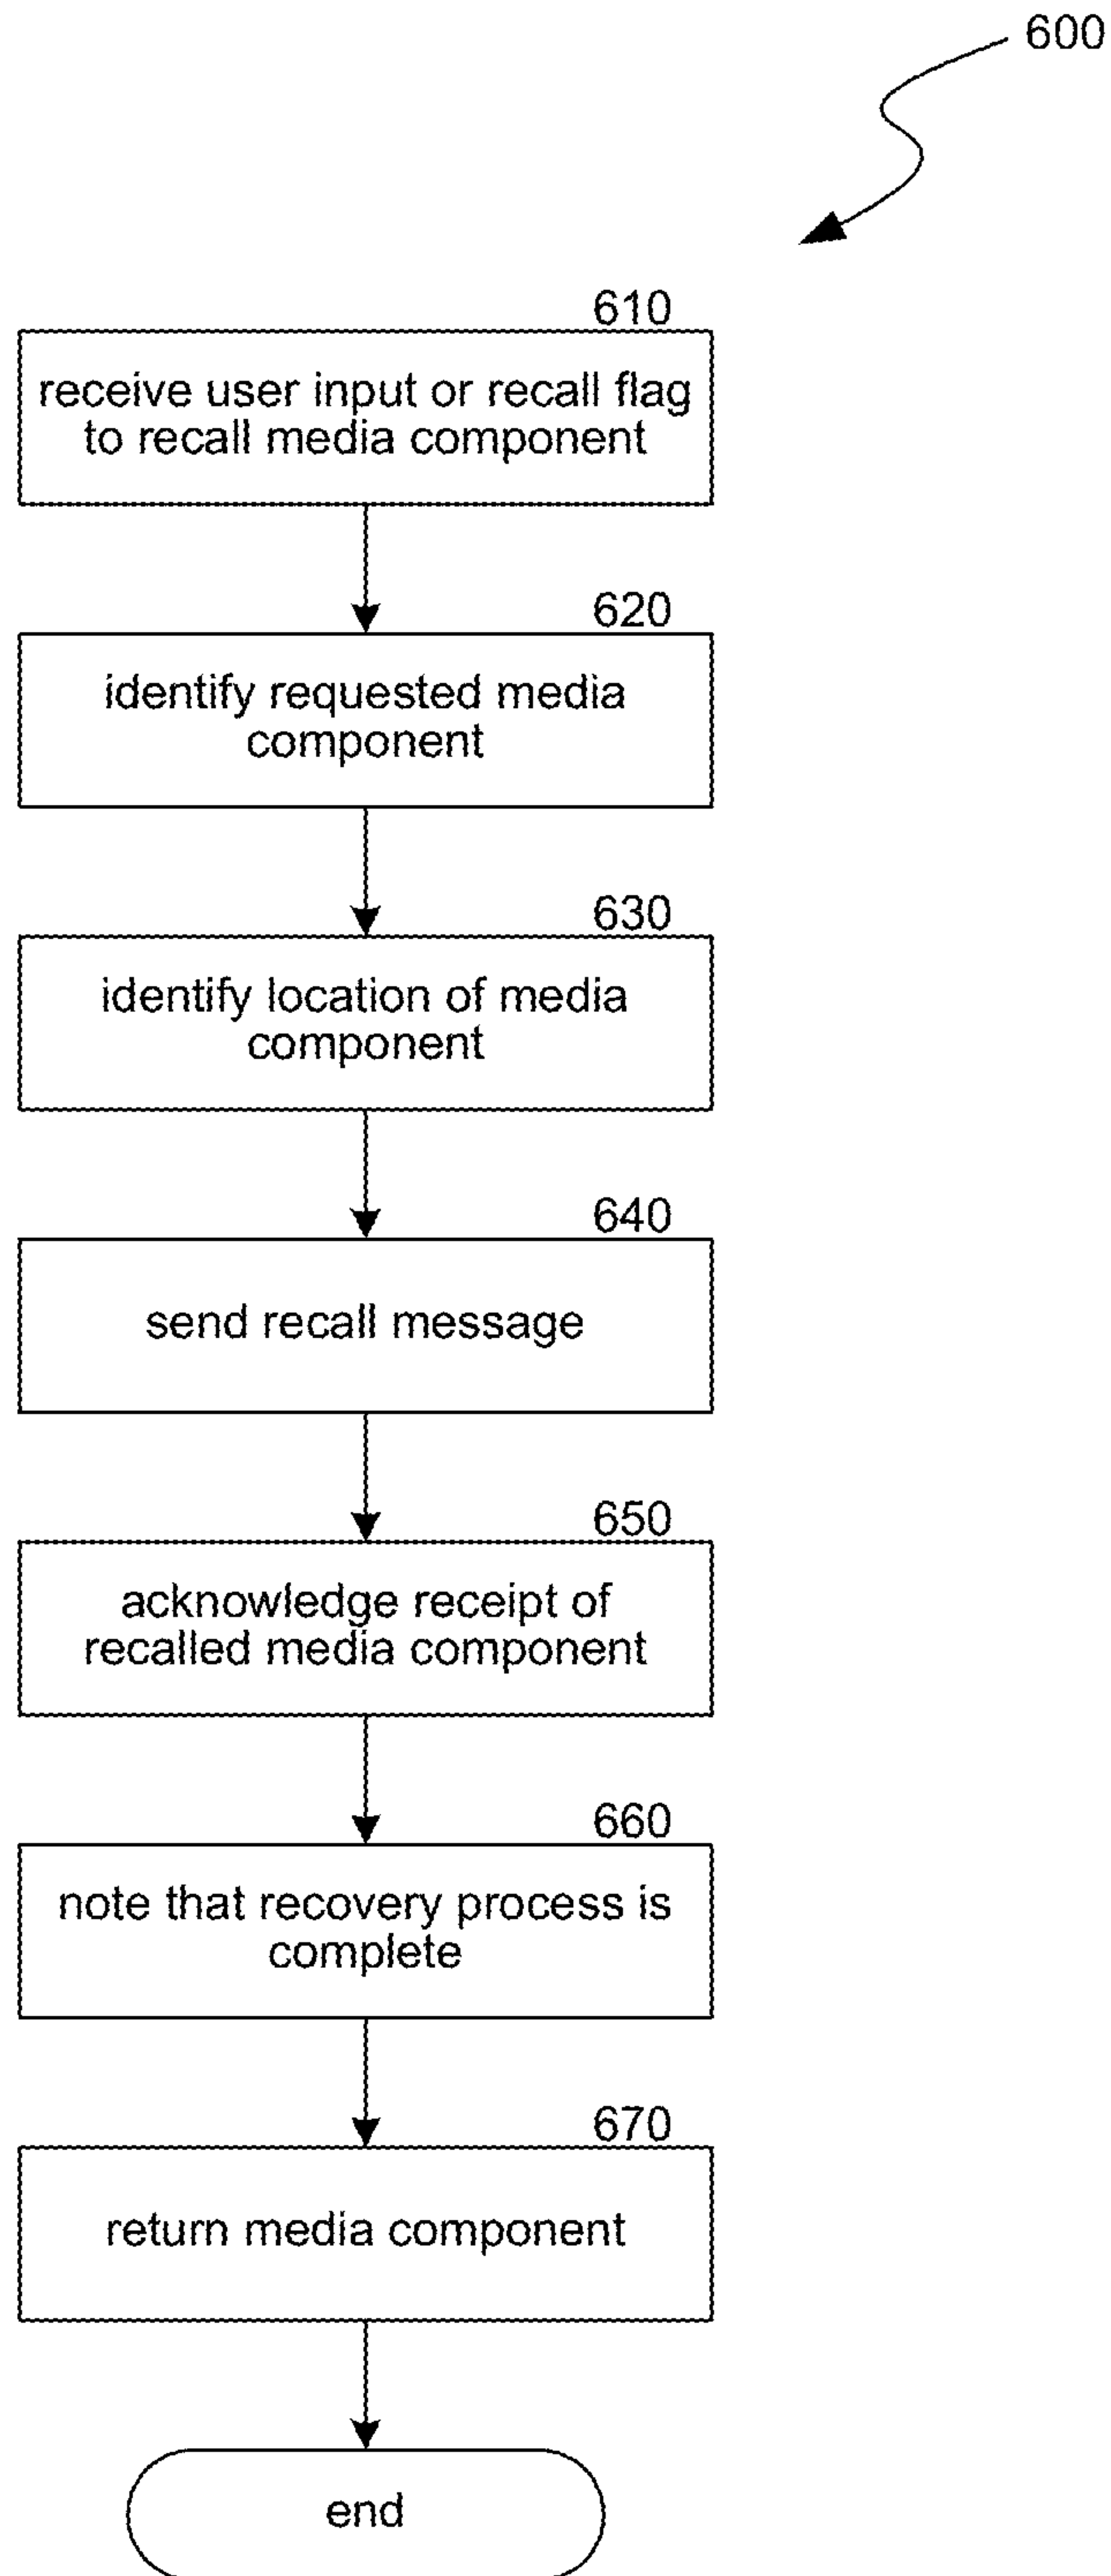 600
610
receive user input or recall flag
to recall media component
620
identify requested media
component
630
identify location of media
component
640
send recall message
650
acknowledge receipt of
recalled media component
660
note that recovery process is
complete
670
return media component
end